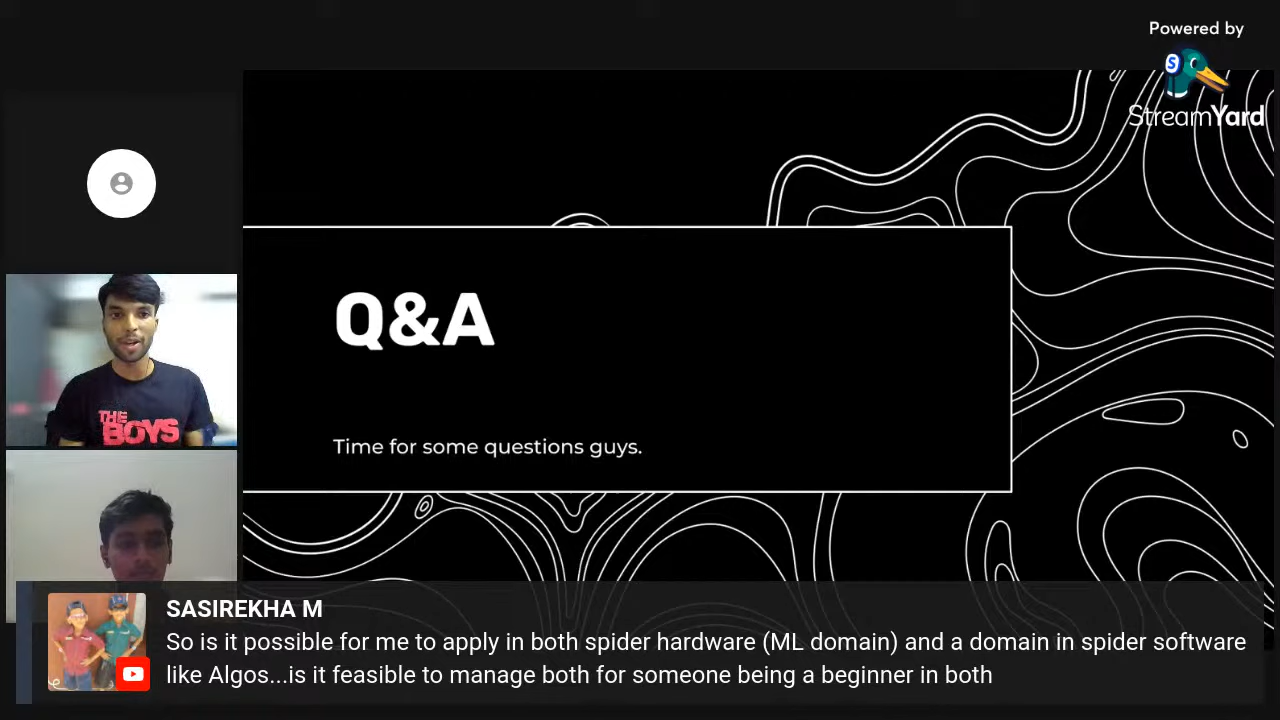 Powered by
StreamYard
Q&A
Time for some questions guys.
THE
BOYS
SASIREKHA M
So is it possible for me to apply in both spider hardware (ML domain) and a domain in spider software
like Algos...is it feasible to manage both for someone being a beginner in both